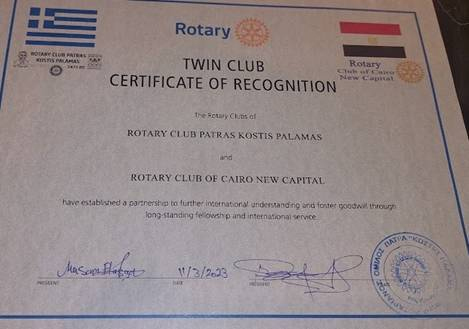 Rotary
ROTARY CLUB PATRAS
KOSTIS PALAMAS
Rotary
Club of Cairo
New Capital
TWIN CLUB
CERTIFICATE OF RECOGNITION
The Rotary Clubs of
ROTARY CLUB PATRAS KOSTIS PALAMAS
and
ROTARY CLUB OF CAIRO NEW CAPITAL
have established a partnership to further international understanding and foster goodwill through
long-standing fellowship and international service.
11/3/2023
PRESIDENT DATE PRESIDENT